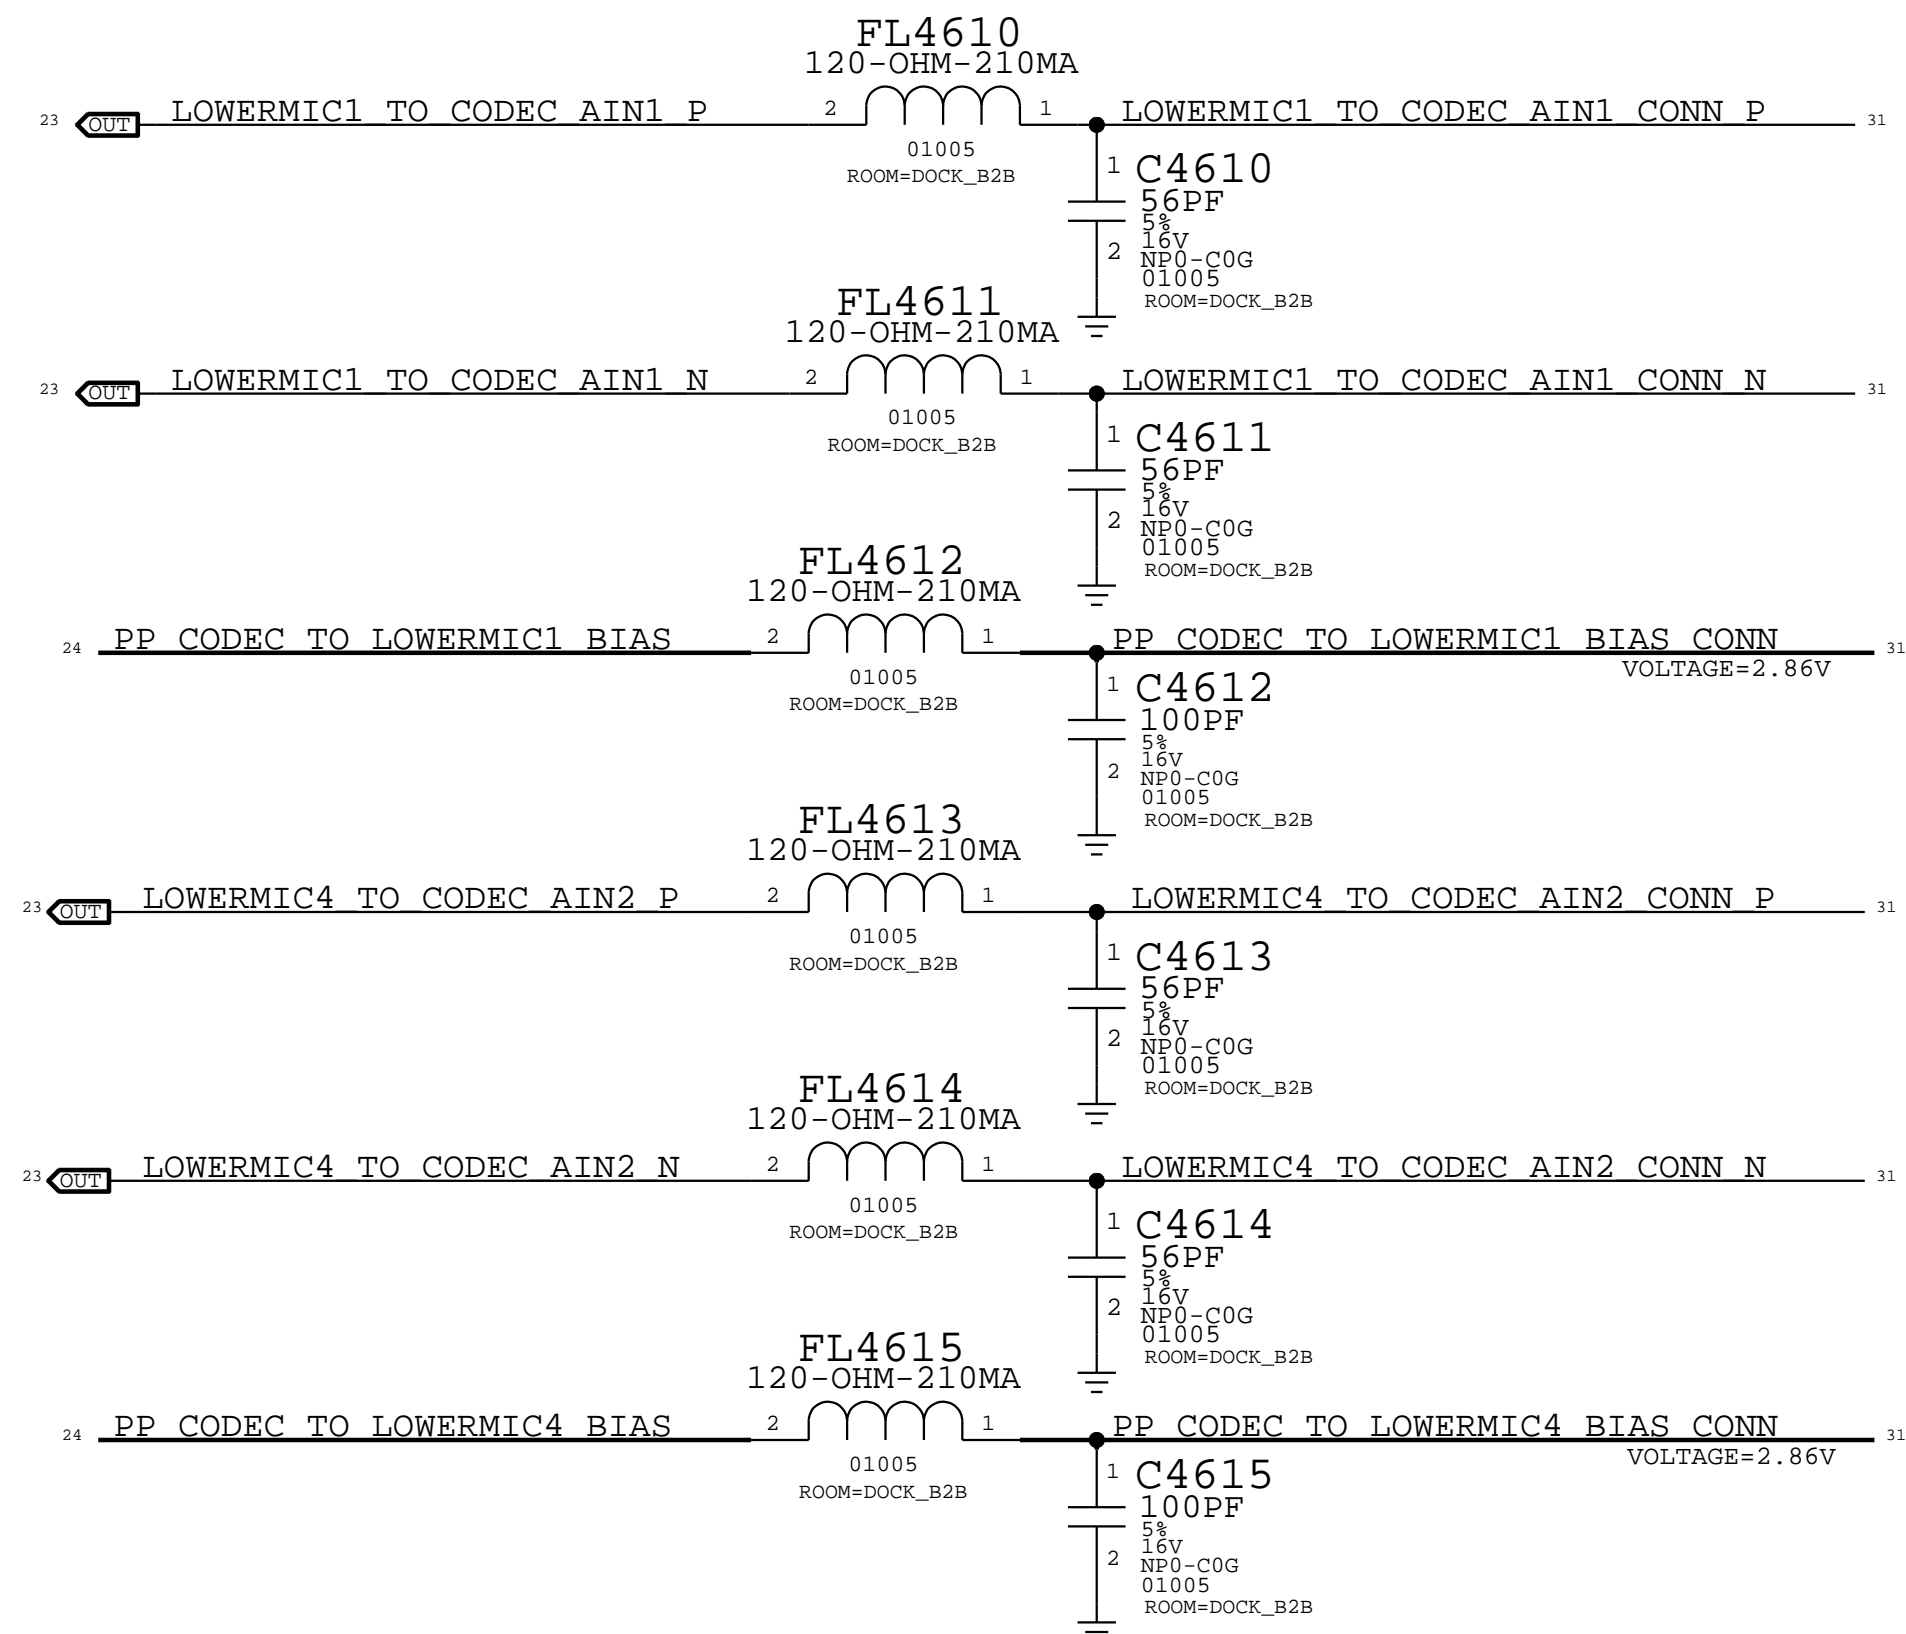 FL4610
120-OHM-210MA
23 OUT LOWERMIC1_TO_CODEC_AIN1_P 2 1 LOWERMIC1_TO_CODEC_AIN1_CONN_P 31
01005
ROOM=DOCK_B2B
1 C4610
56PF
5%
16V
2 NP0-C0G
01005
ROOM=DOCK_B2B
FL4611
120-OHM-210MA
23 OUT LOWERMIC1_TO_CODEC_AIN1_N 2 1 LOWERMIC1_TO_CODEC_AIN1_CONN_N 31
01005
ROOM=DOCK_B2B
1 C4611
56PF
5%
16V
2 NP0-C0G
01005
ROOM=DOCK_B2B
FL4612
120-OHM-210MA
24 PP_CODEC_TO_LOWERMIC1_BIAS 2 1 PP_CODEC_TO_LOWERMIC1_BIAS_CONN 31
VOLTAGE=2.86V
01005
ROOM=DOCK_B2B
1 C4612
100PF
5%
16V
2 NP0-C0G
01005
ROOM=DOCK_B2B
FL4613
120-OHM-210MA
23 OUT LOWERMIC4_TO_CODEC_AIN2_P 2 1 LOWERMIC4_TO_CODEC_AIN2_CONN_P 31
01005
ROOM=DOCK_B2B
1 C4613
56PF
5%
16V
2 NP0-C0G
01005
ROOM=DOCK_B2B
FL4614
120-OHM-210MA
23 OUT LOWERMIC4_TO_CODEC_AIN2_N 2 1 LOWERMIC4_TO_CODEC_AIN2_CONN_N 31
01005
ROOM=DOCK_B2B
1 C4614
56PF
5%
16V
2 NP0-C0G
01005
ROOM=DOCK_B2B
FL4615
120-OHM-210MA
24 PP_CODEC_TO_LOWERMIC4_BIAS 2 1 PP_CODEC_TO_LOWERMIC4_BIAS_CONN 31
VOLTAGE=2.86V
01005
ROOM=DOCK_B2B
1 C4615
100PF
5%
16V
2 NP0-C0G
01005
ROOM=DOCK_B2B